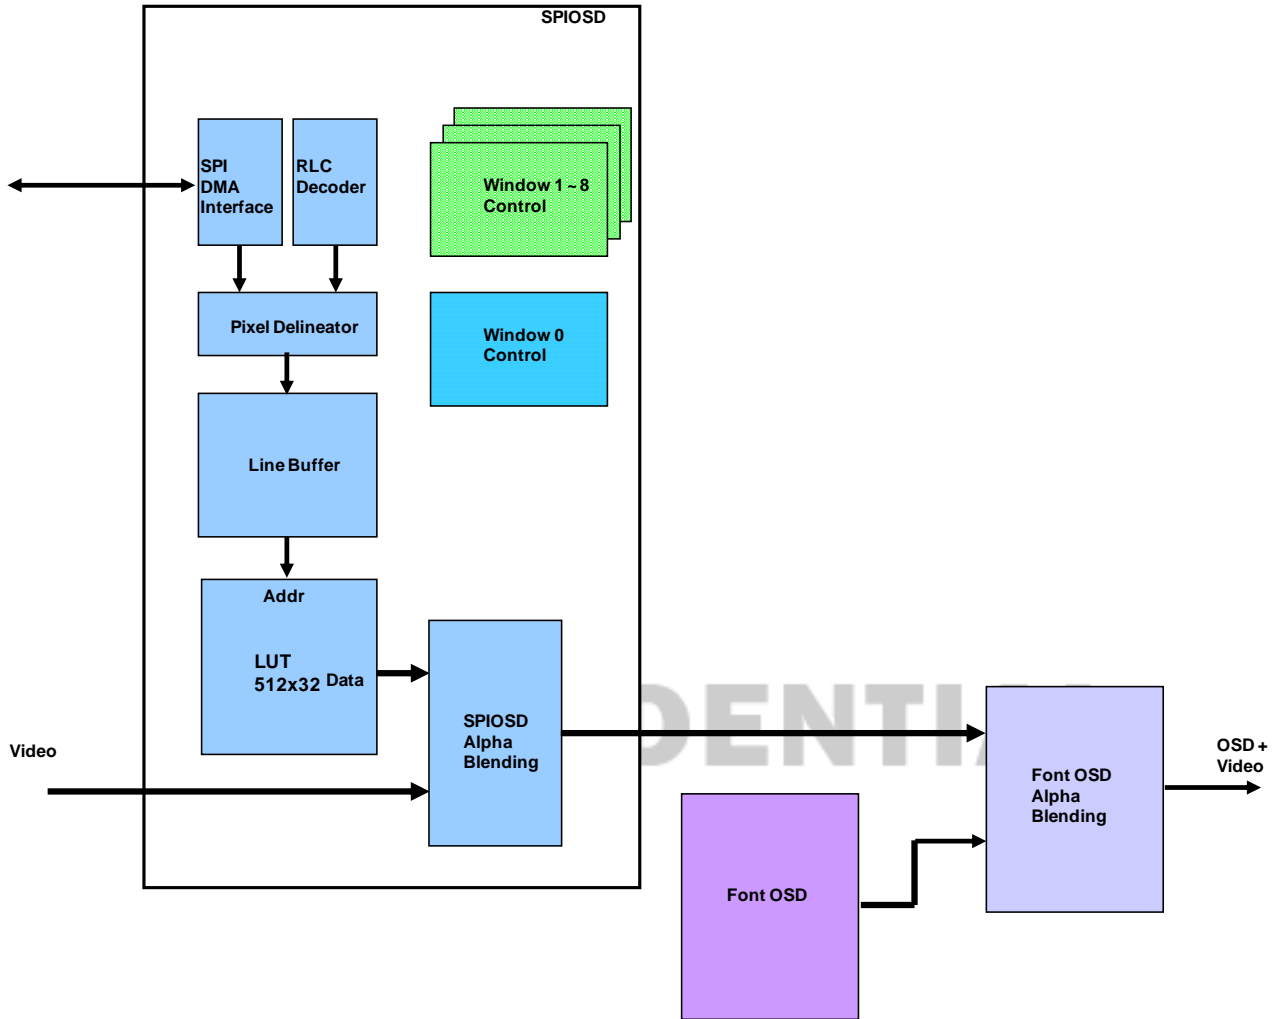 SPIOSD
SPI
DMA
Interface
RLC
Decoder
Window 1 ~ 8
Control
Pixel Delineator
Window 0
Control
Line Buffer
Addr
LUT
512x32
Data
SPIOSD
Alpha
Blending
Video
DENTIA
Font OSD
Alpha
Blending
OSD +
Video
Font OSD